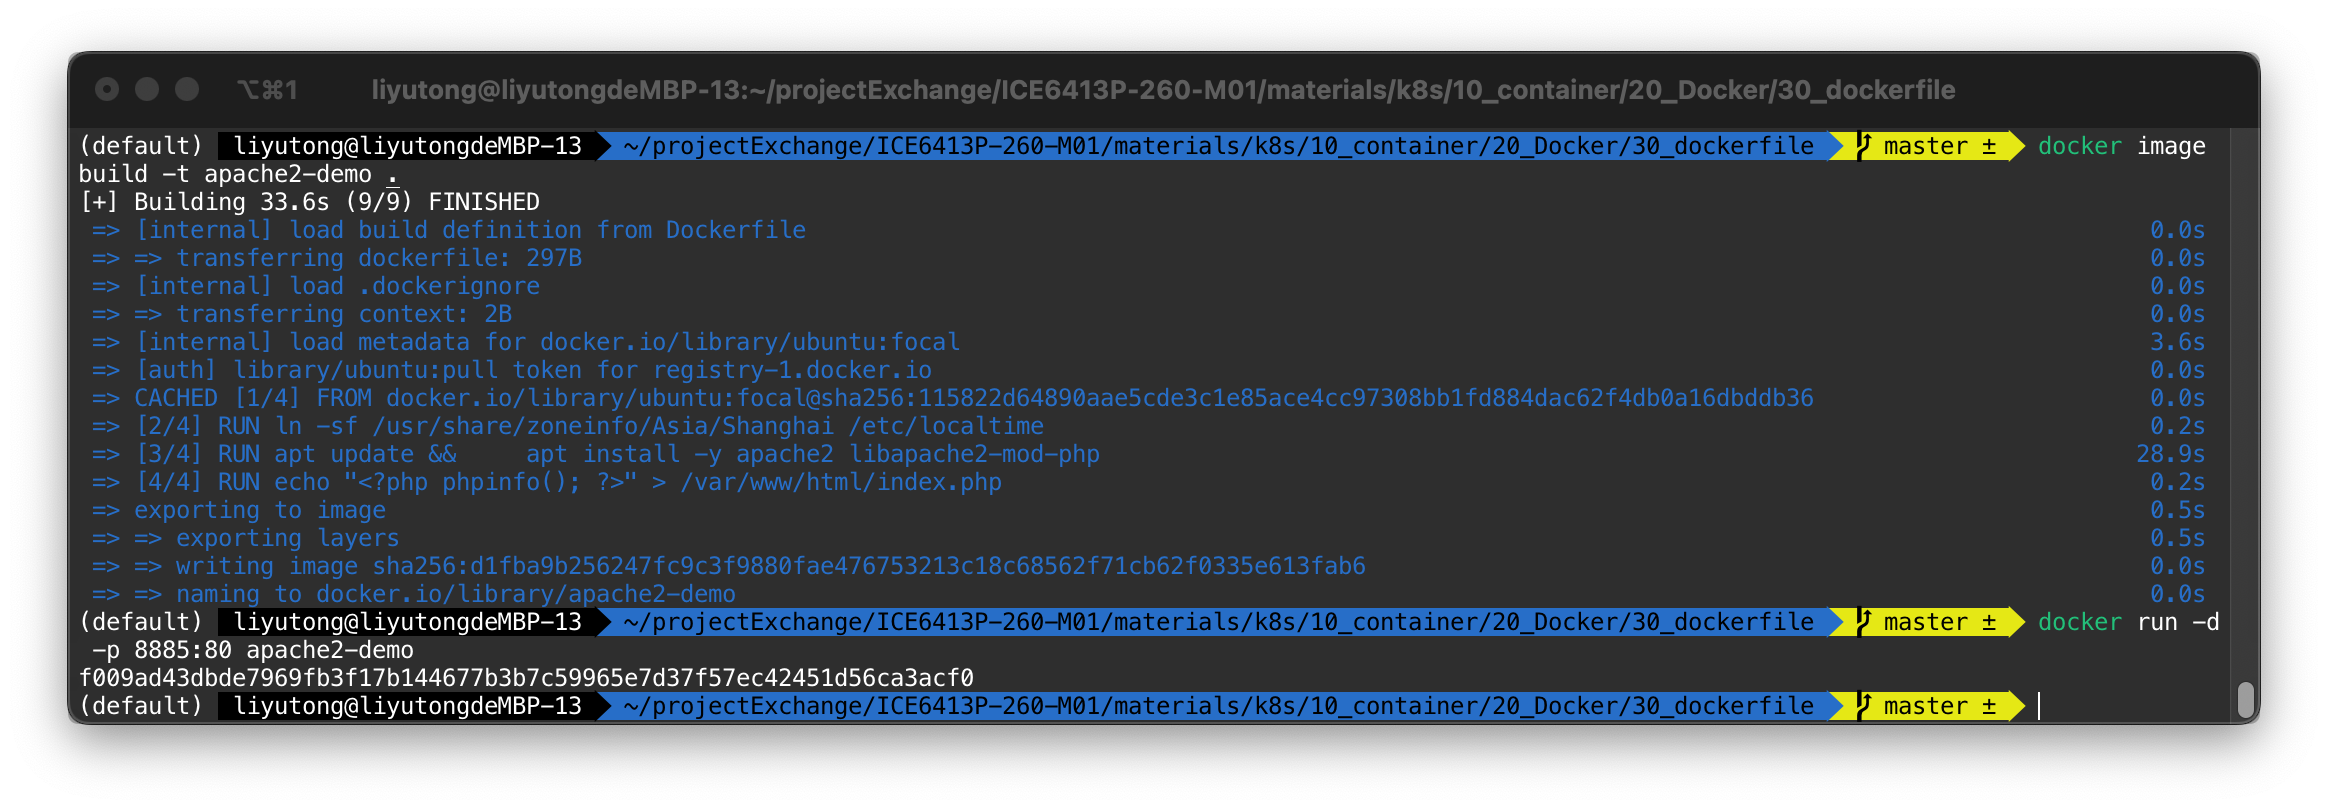 ⌥⌘1 liyutong@liyutongdeMBP-13:~/projectExchange/ICE6413P-260-M01/materials/k8s/10_container/20_Docker/30_dockerfile
(default) liyutong@liyutongdeMBP-13 ~/projectExchange/ICE6413P-260-M01/materials/k8s/10_container/20_Docker/30_dockerfile master ± docker image
build -t apache2-demo .
[+] Building 33.6s (9/9) FINISHED
=> [internal] load build definition from Dockerfile 0.0s
=> => transferring dockerfile: 297B 0.0s
=> [internal] load .dockerignore 0.0s
=> => transferring context: 2B 0.0s
=> [internal] load metadata for docker.io/library/ubuntu:focal 3.6s
=> [auth] library/ubuntu:pull token for registry-1.docker.io 0.0s
=> CACHED [1/4] FROM docker.io/library/ubuntu:focal@sha256:115822d64890aae5cde3c1e85ace4cc97308bb1fd884dac62f4db0a16dbddb36 0.0s
=> [2/4] RUN ln -sf /usr/share/zoneinfo/Asia/Shanghai /etc/localtime 0.2s
=> [3/4] RUN apt update &&     apt install -y apache2 libapache2-mod-php 28.9s
=> [4/4] RUN echo "<?php phpinfo(); ?>" > /var/www/html/index.php 0.2s
=> exporting to image 0.5s
=> => exporting layers 0.5s
=> => writing image sha256:d1fba9b256247fc9c3f9880fae476753213c18c68562f71cb62f0335e613fab6 0.0s
=> => naming to docker.io/library/apache2-demo 0.0s
(default) liyutong@liyutongdeMBP-13 ~/projectExchange/ICE6413P-260-M01/materials/k8s/10_container/20_Docker/30_dockerfile master ± docker run -d
-p 8885:80 apache2-demo
f009ad43dbde7969fb3f17b144677b3b7c59965e7d37f57ec42451d56ca3acf0
(default) liyutong@liyutongdeMBP-13 ~/projectExchange/ICE6413P-260-M01/materials/k8s/10_container/20_Docker/30_dockerfile master ±